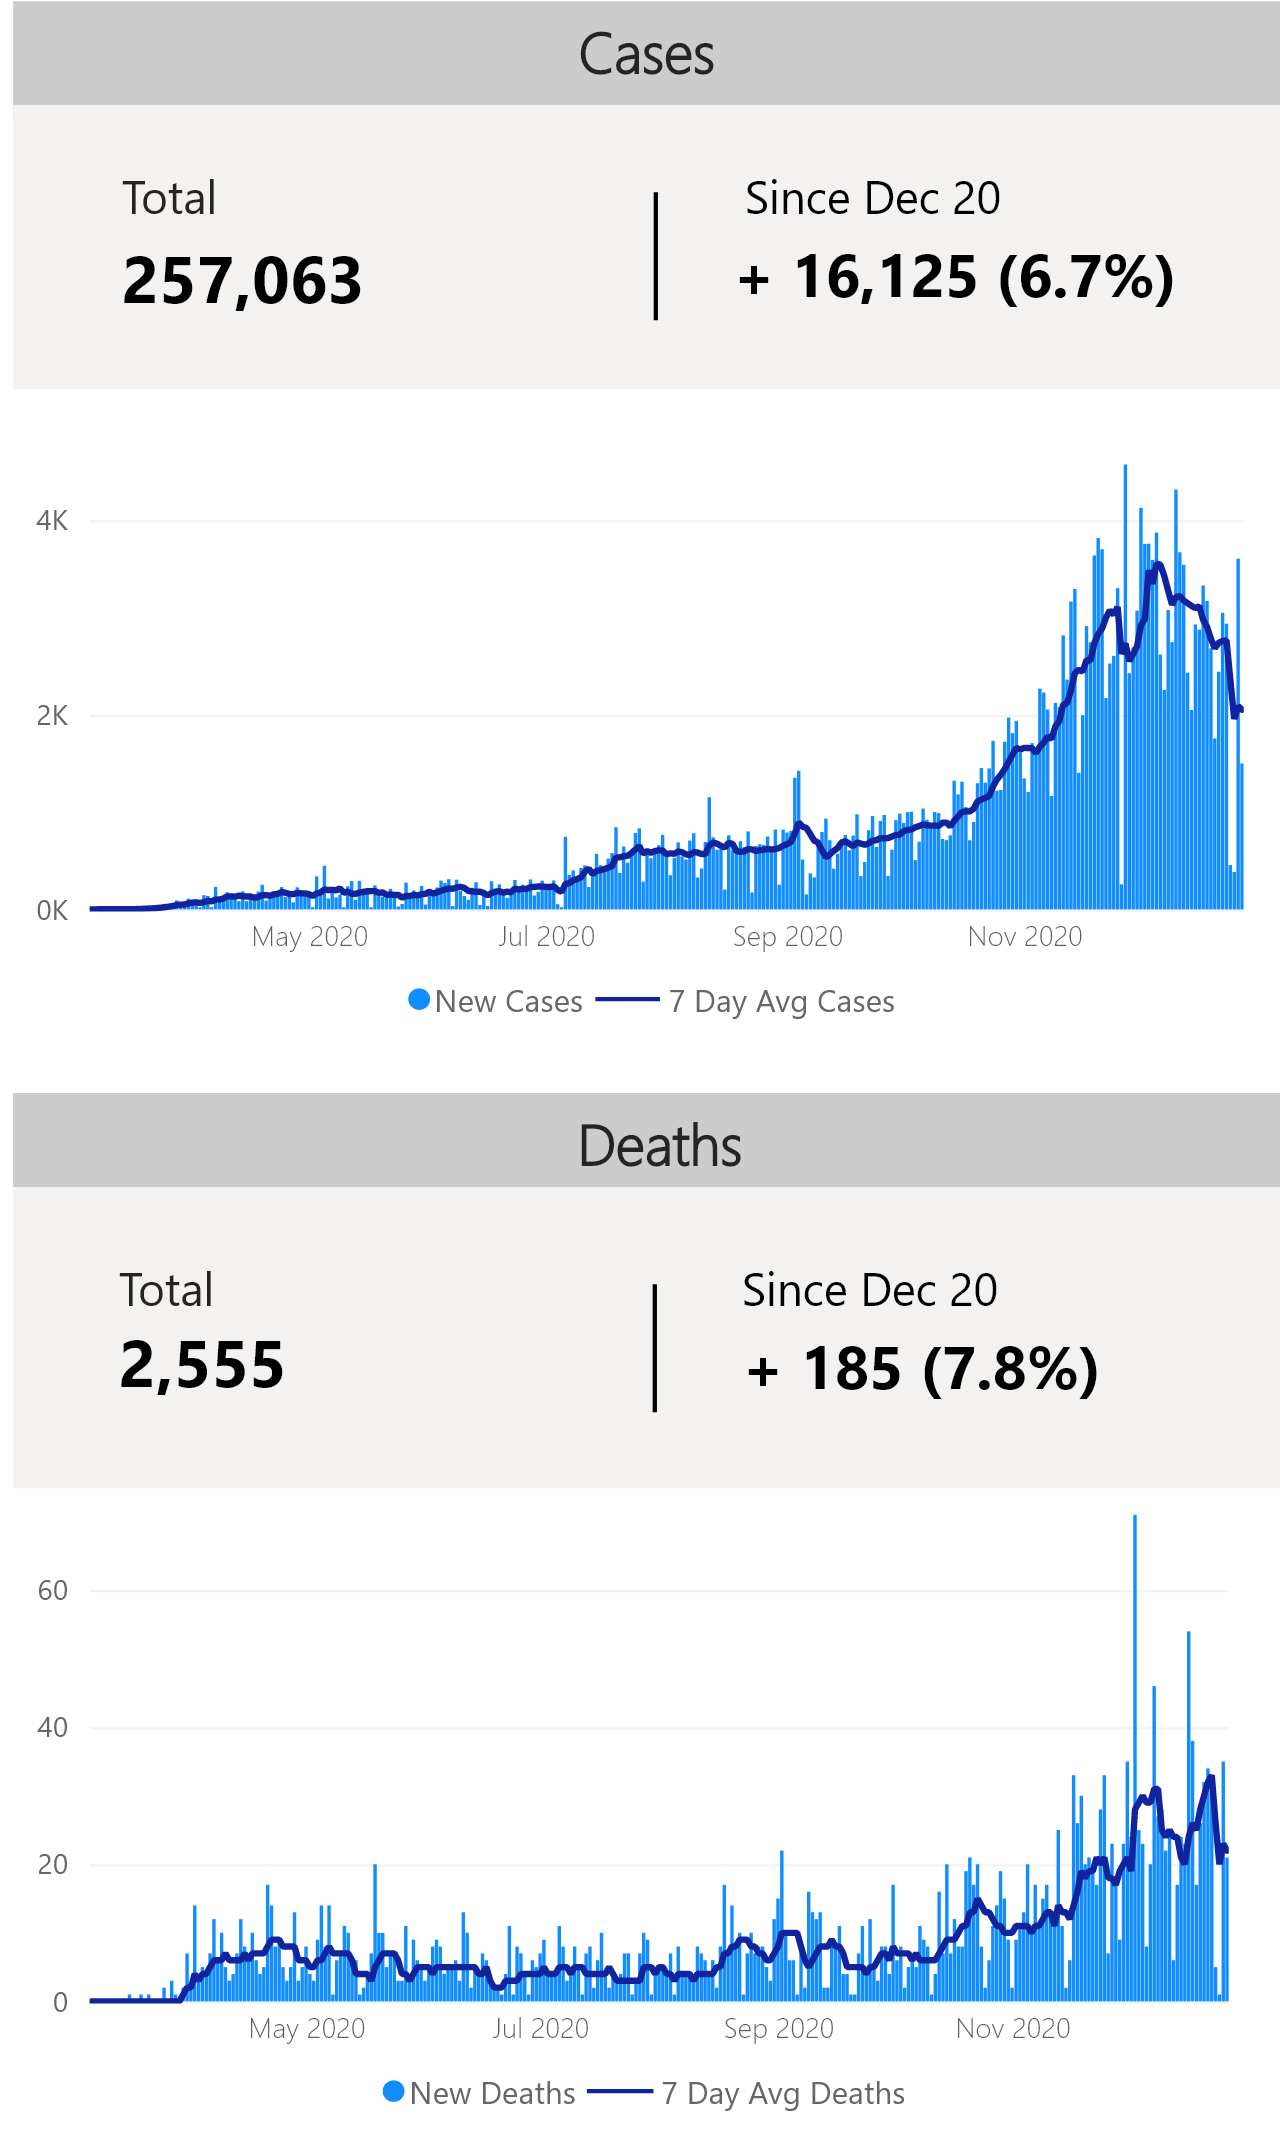 Cases
Total
Since Dec 20
257,063
+ 16,125 (6.7%)
4K
2K
0K
May 2020
Jul 2020
Sep 2020
Nov 2020
New Cases
7 Day Avg Cases
Deaths
Total
Since Dec 20
2,555
+ 185 (7.8%)
60
40
20
0
May 2020
Jul 2020
Sep 2020
Nov 2020
New Deaths
7 Day Avg Deaths